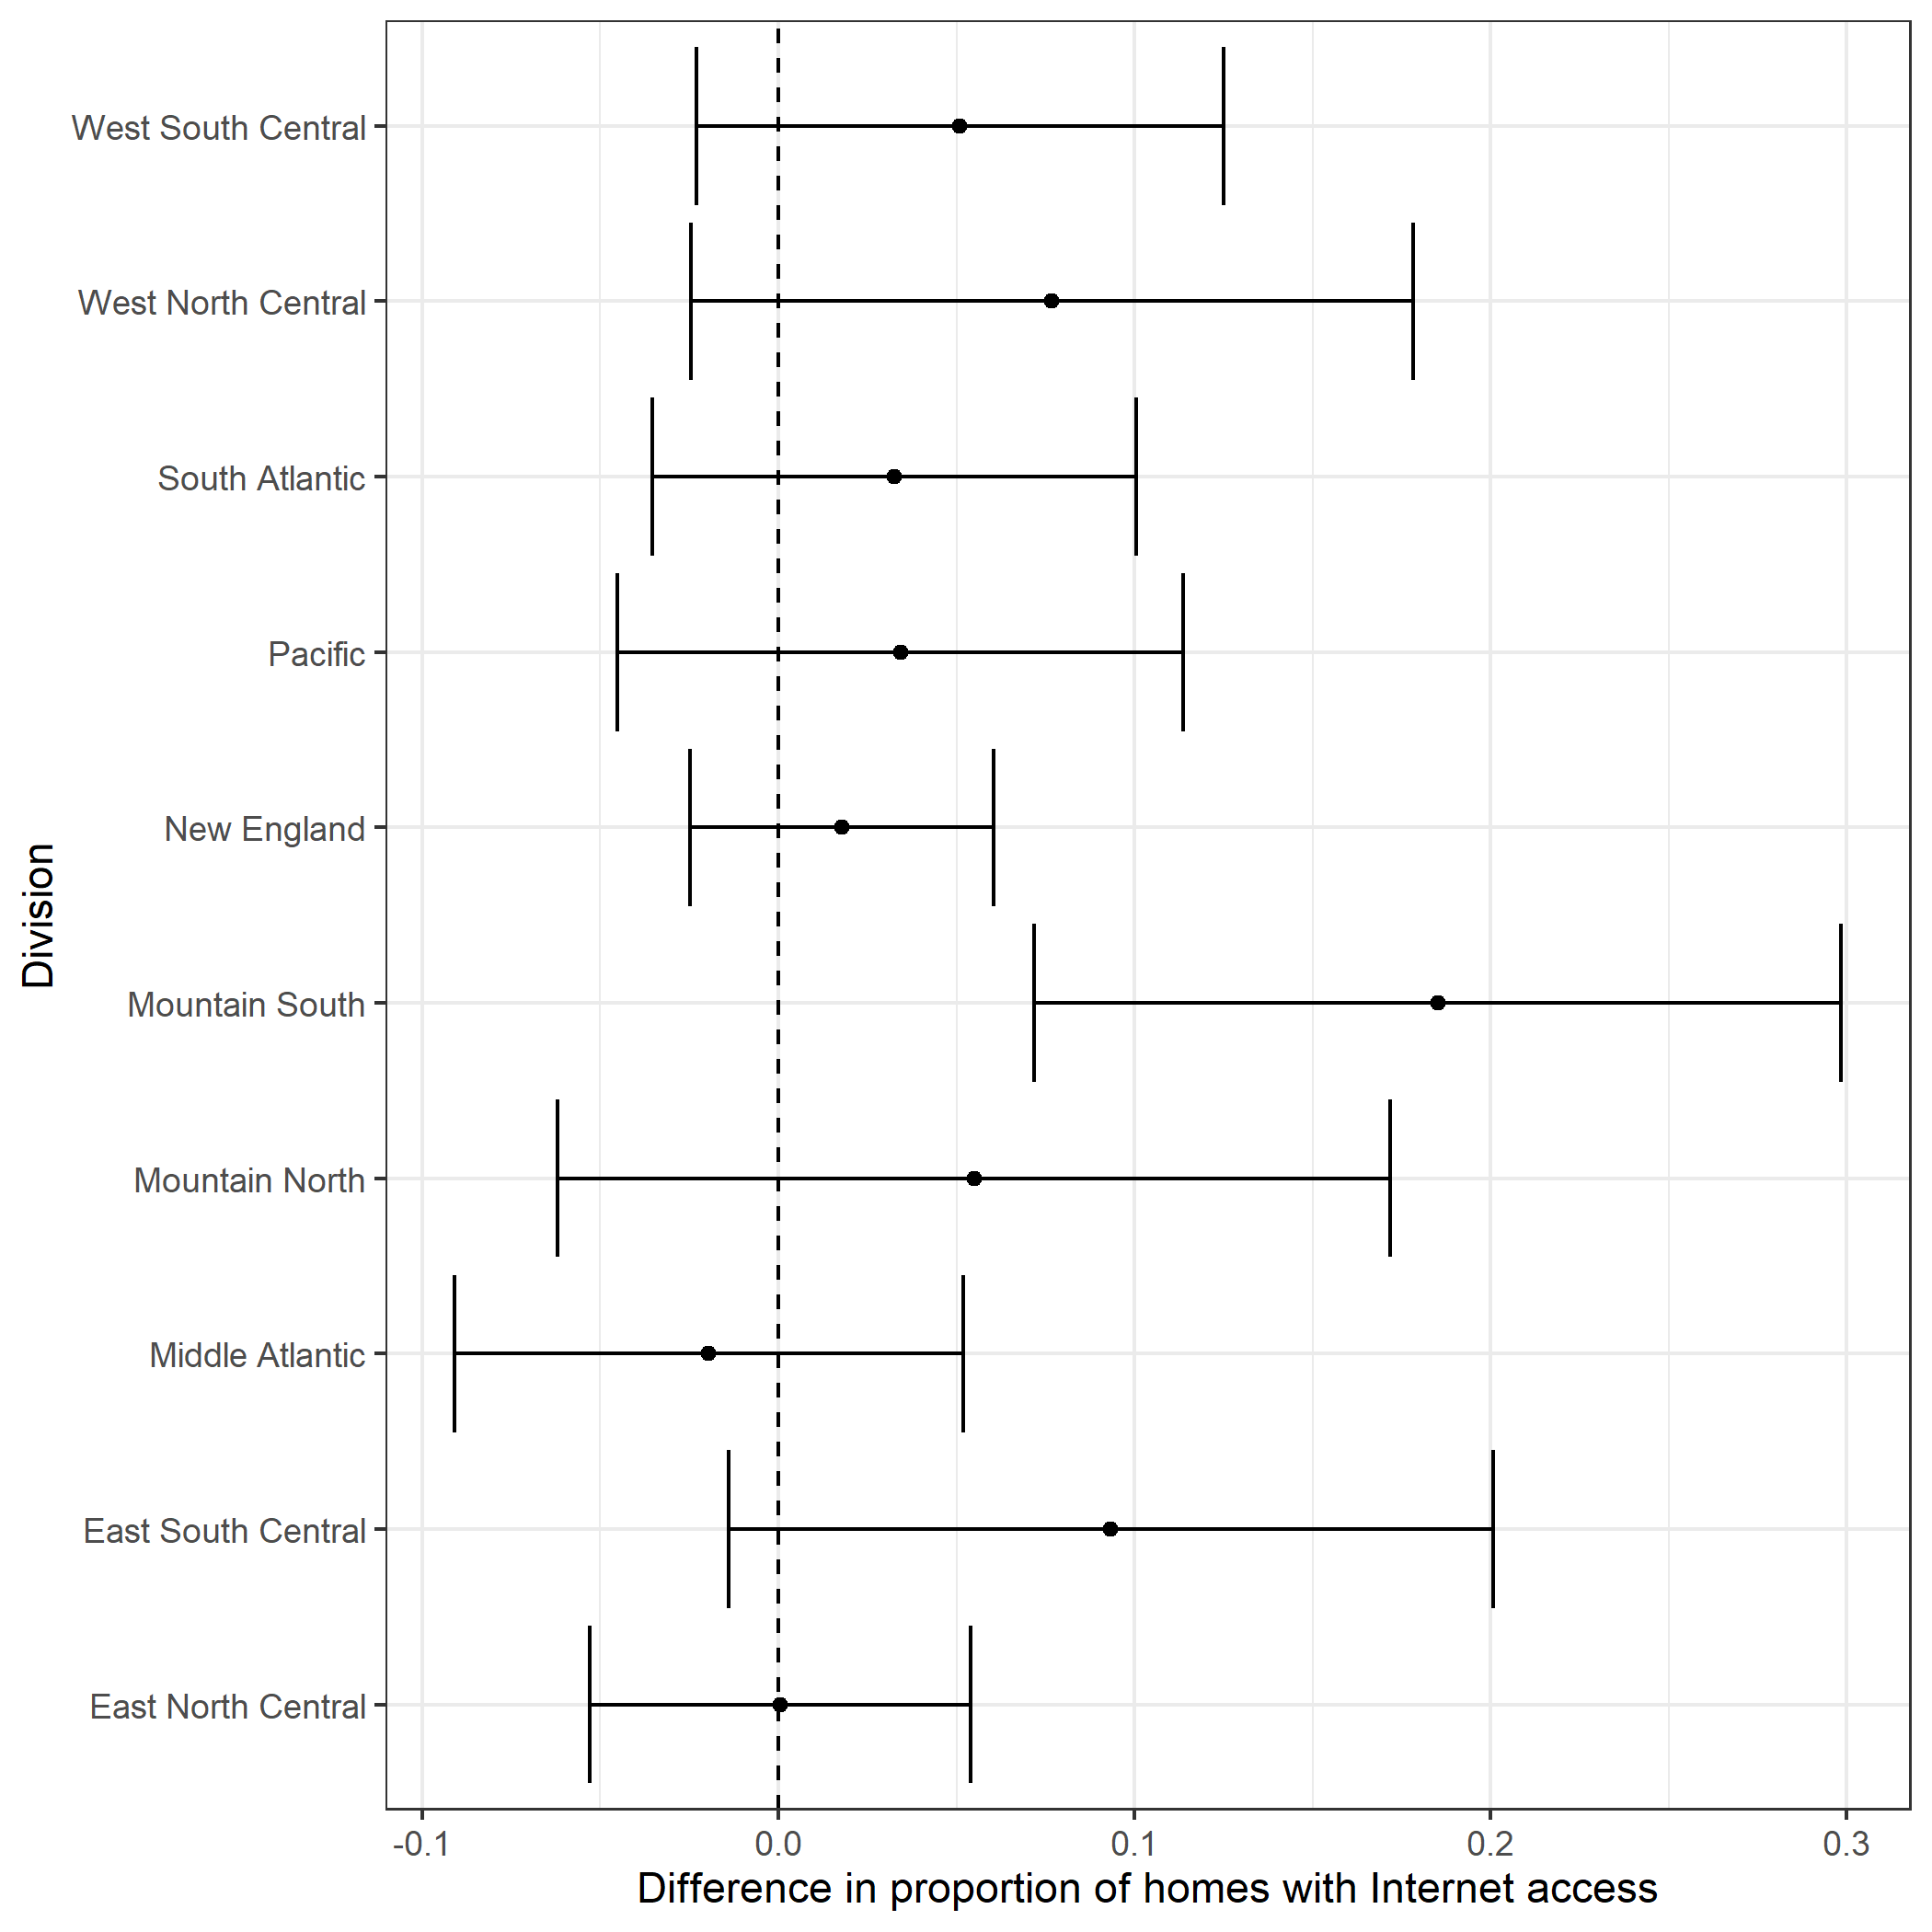 West South Central
West North Central
South Atlantic
Pacific
New England
Mountain South
Mountain North
Middle Atlantic
East South Central
East North Central
Division
-0.1 0.0 0.1 0.2 0.3
Difference in proportion of homes with Internet access